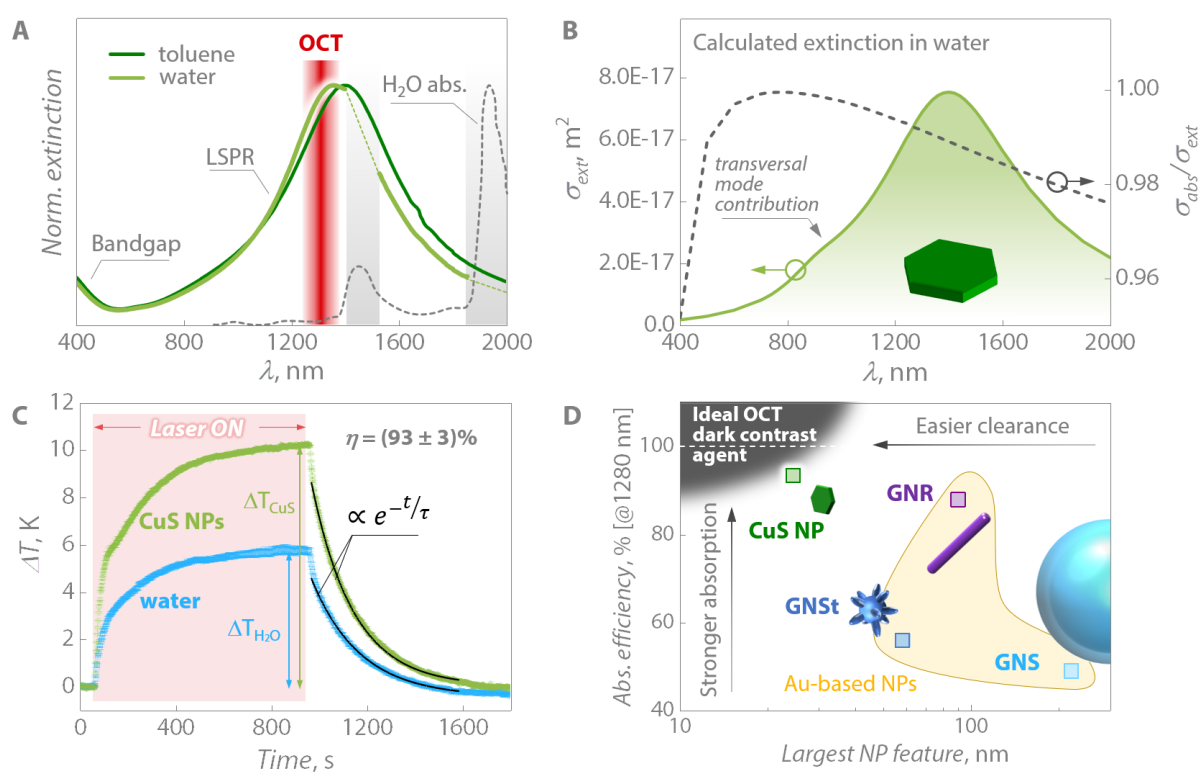 A
OCT
toluene
water
H₂O abs.
LSPR
Bandgap
Norm. extinction
400
800
1200
1600
2000
λ, nm
B
Calculated extinction in water
8.0E-17
6.0E-17
4.0E-17
2.0E-17
0.0
σext, m²
transversal
mode
contribution
1.00
0.98
0.96
σabs/σext
400
800
1200
1600
2000
λ, nm
C
12
10
8
6
4
2
0
ΔT, K
Laser ON
η = (93 ± 3)%
ΔT_CuS
CuS NPs
∝ e^−t/τ
water
ΔT_H₂O
0
400
800
1200
1600
Time, s
D
Ideal OCT
dark contrast
agent
Easier clearance
100
80
60
40
Abs. efficiency, % [@1280 nm]
Stronger absorption
CuS NP
GNR
GNSt
GNS
Au-based NPs
10
100
Largest NP feature, nm